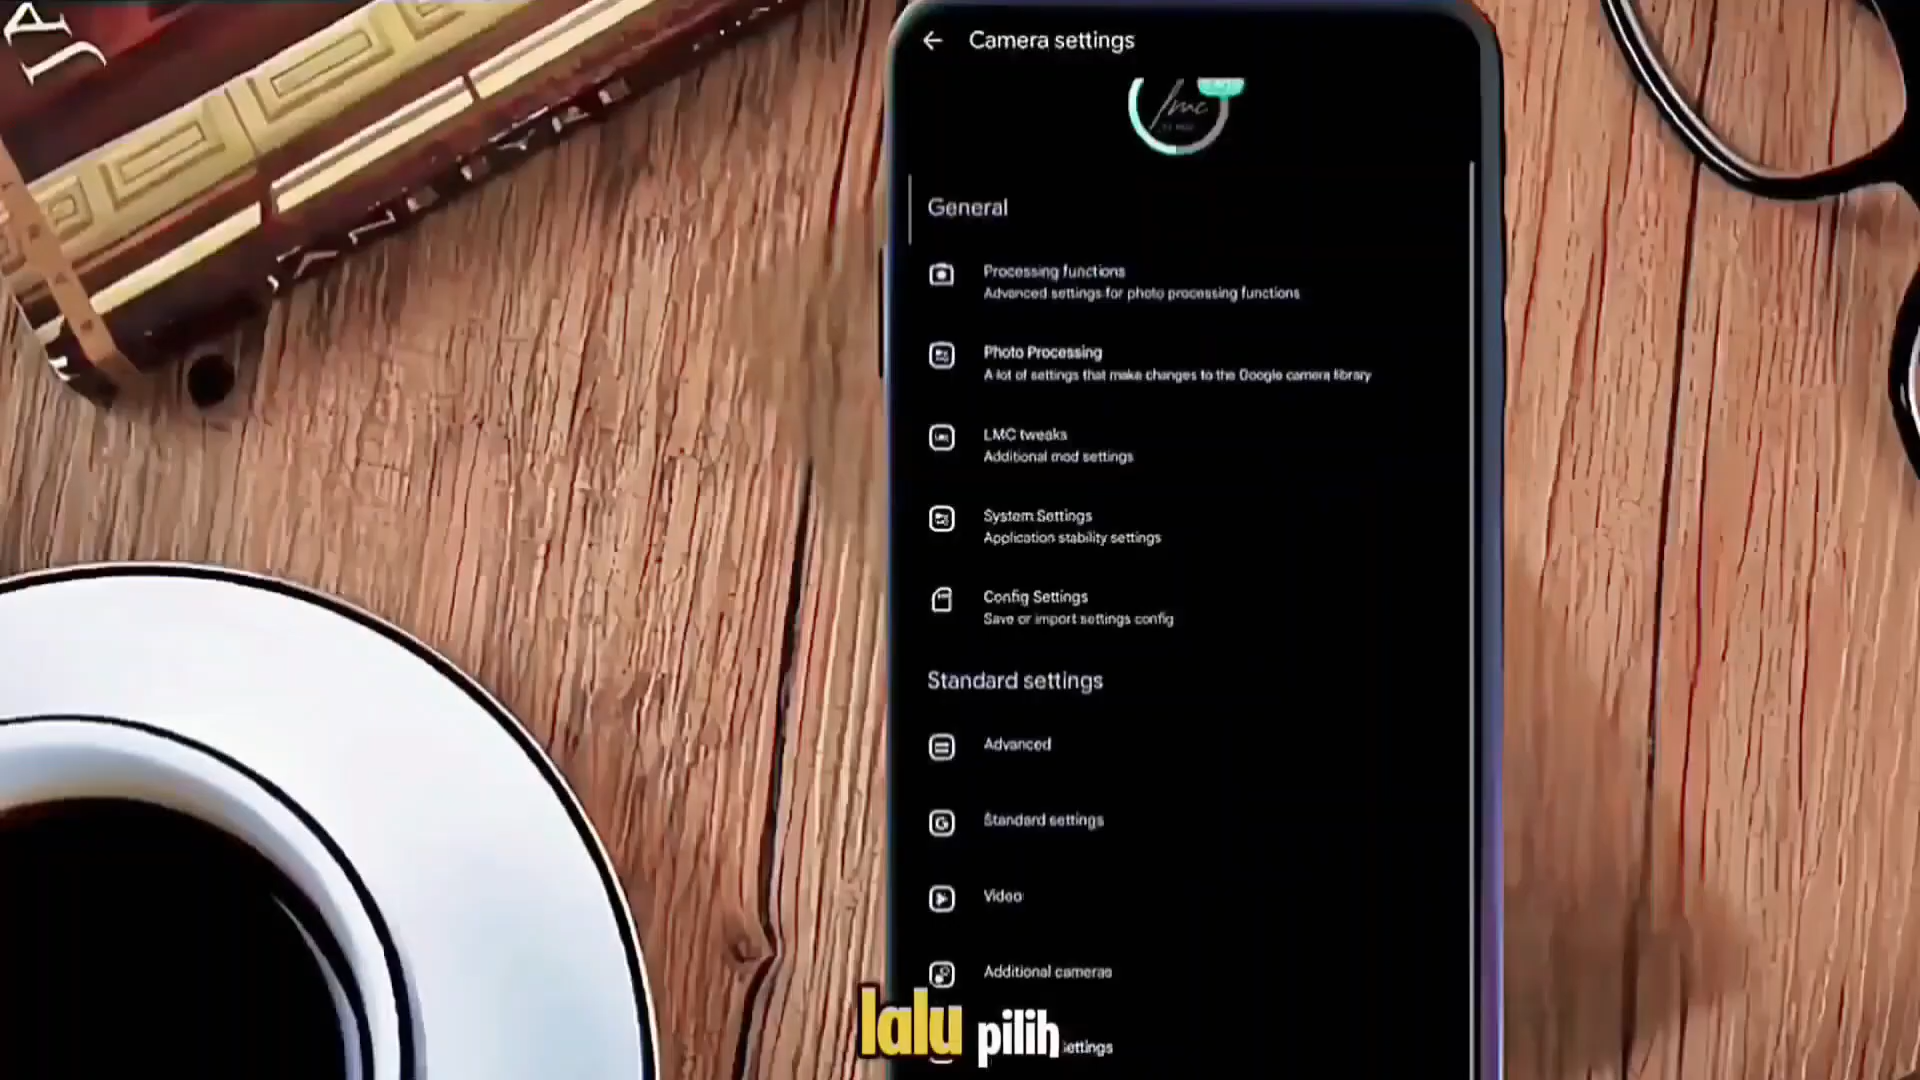 Camera settings
lmc
General
Processing functions
Advanced settings for photo processing functions
Photo Processing
A lot of settings that make changes to the Google camera library
LMC tweaks
Additional mod settings
System Settings
Application stability settings
Config Settings
Save or import settings config
Standard settings
Advanced
Standard settings
Video
Additional cameras
lalu pilih
settings